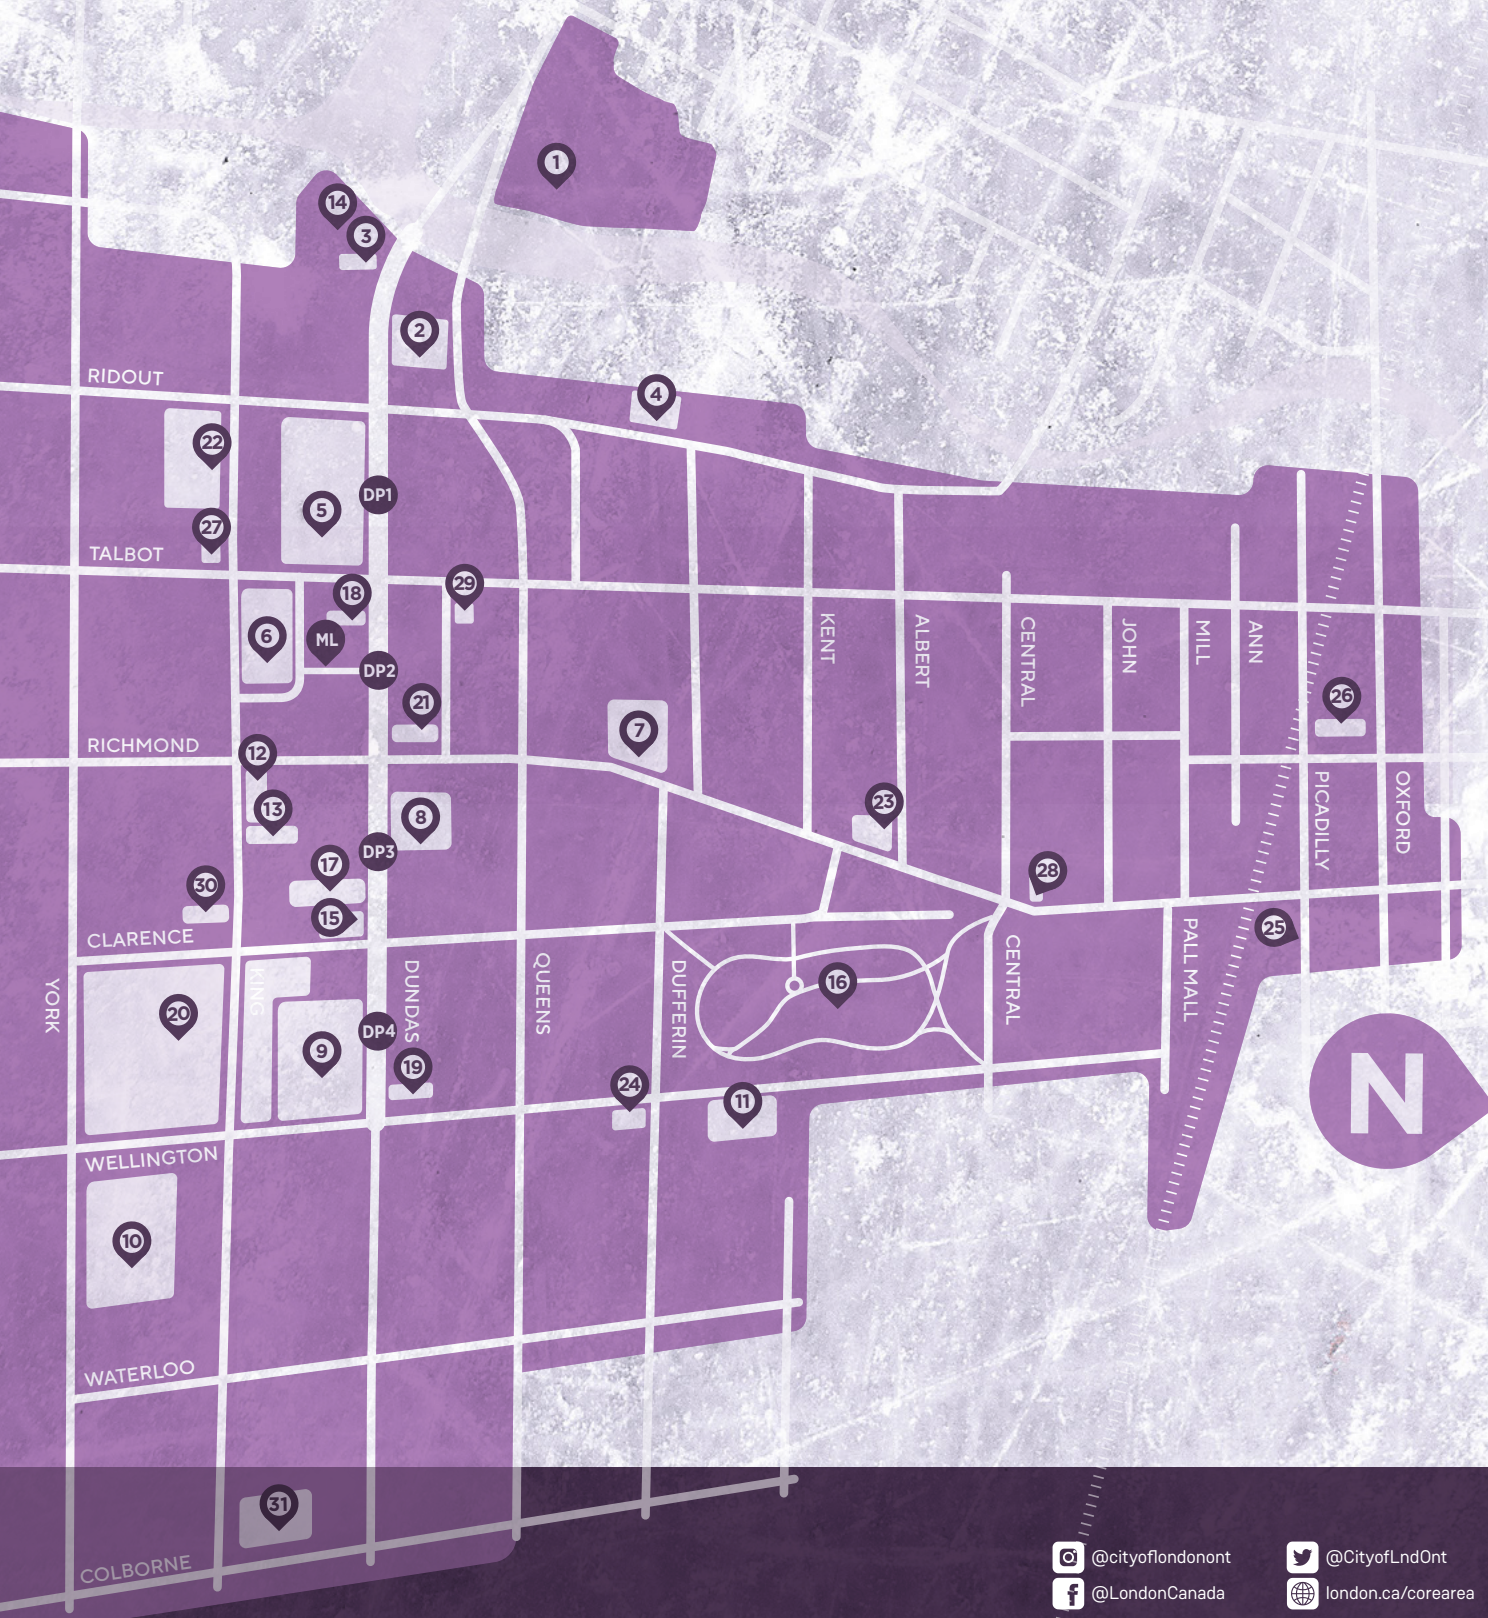 1
14
3
2
RIDOUT
4
22
DP1
5
27
TALBOT
18
29
6
ML
DP2
KENT
ALBERT
CENTRAL
JOHN
MILL
ANN
21
26
7
RICHMOND
12
13
8
23
PICADILLY
OXFORD
DP3
17
30
28
15
CLARENCE
25
YORK
KING
DUNDAS
QUEENS
DUFFERIN
CENTRAL
PALL MALL
20
16
9
DP4
19
24
11
N
WELLINGTON
10
WATERLOO
31
COLBORNE
@cityoflondonont
@CityofLndOnt
@LondonCanada
london.ca/corearea